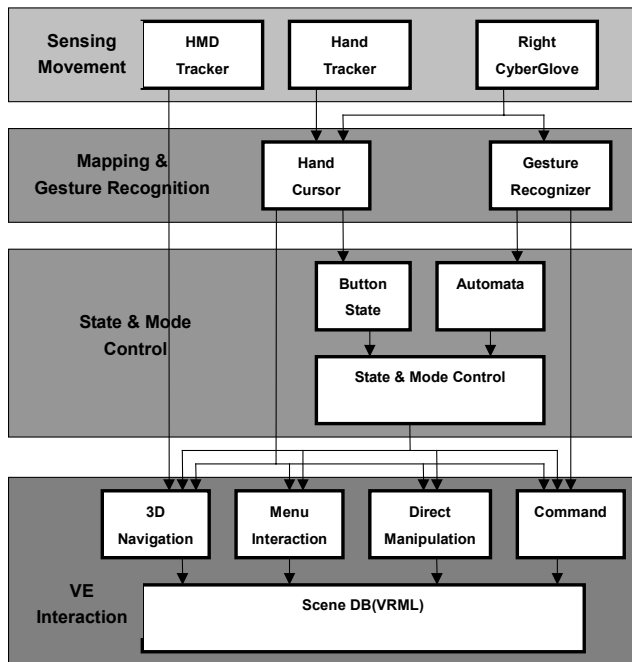 Sensing
Movement
HMD
Tracker
Hand
Tracker
Right
CyberGlove
Mapping &
Gesture Recognition
Hand
Cursor
Gesture
Recognizer
State & Mode
Control
Button
State
Automata
State & Mode Control
3D
Navigation
Menu
Interaction
Direct
Manipulation
Command
VE
Interaction
Scene DB(VRML)